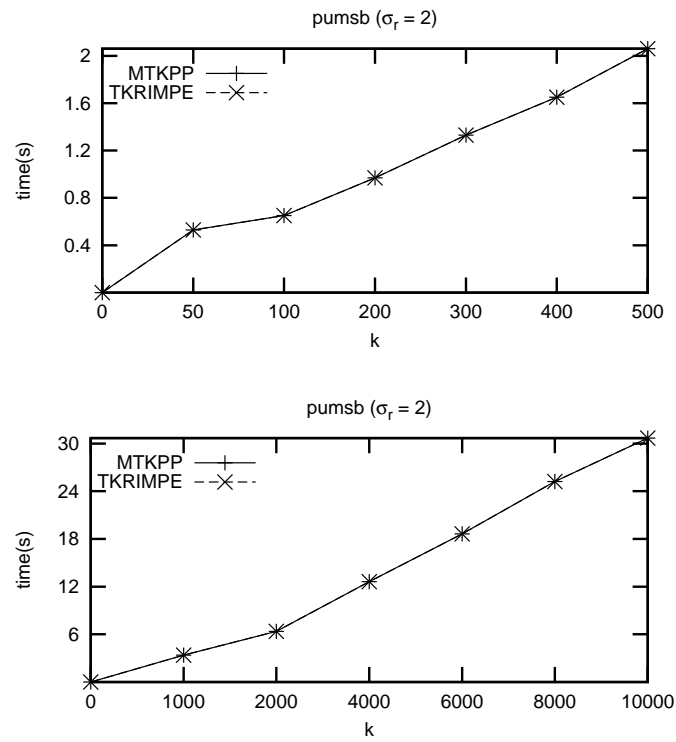 pumsb (σr = 2)
2
1.6
1.2
0.8
0.4
time(s)
MTKPP
TKRIMPE
0 50 100 200 300 400 500
k
pumsb (σr = 2)
30
24
18
12
6
time(s)
MTKPP
TKRIMPE
0 1000 2000 4000 6000 8000 10000
k